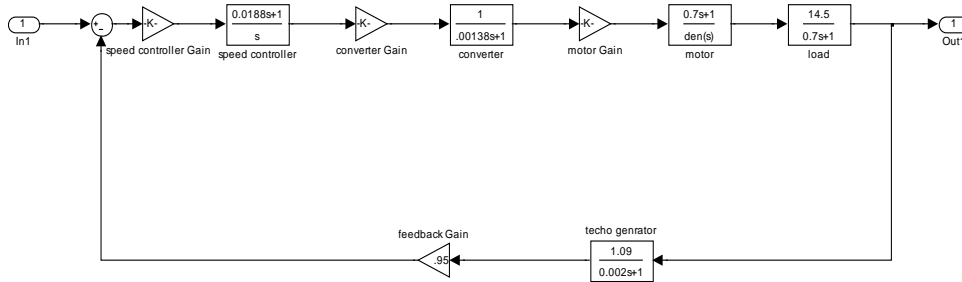 1
In1
+
−
-K-
speed controller Gain
0.0188s+1
s
speed controller
-K-
converter Gain
1
.00138s+1
converter
-K-
motor Gain
0.7s+1
den(s)
motor
14.5
0.7s+1
load
1
Out1
feedback Gain
.95
techo genrator
1.09
0.002s+1